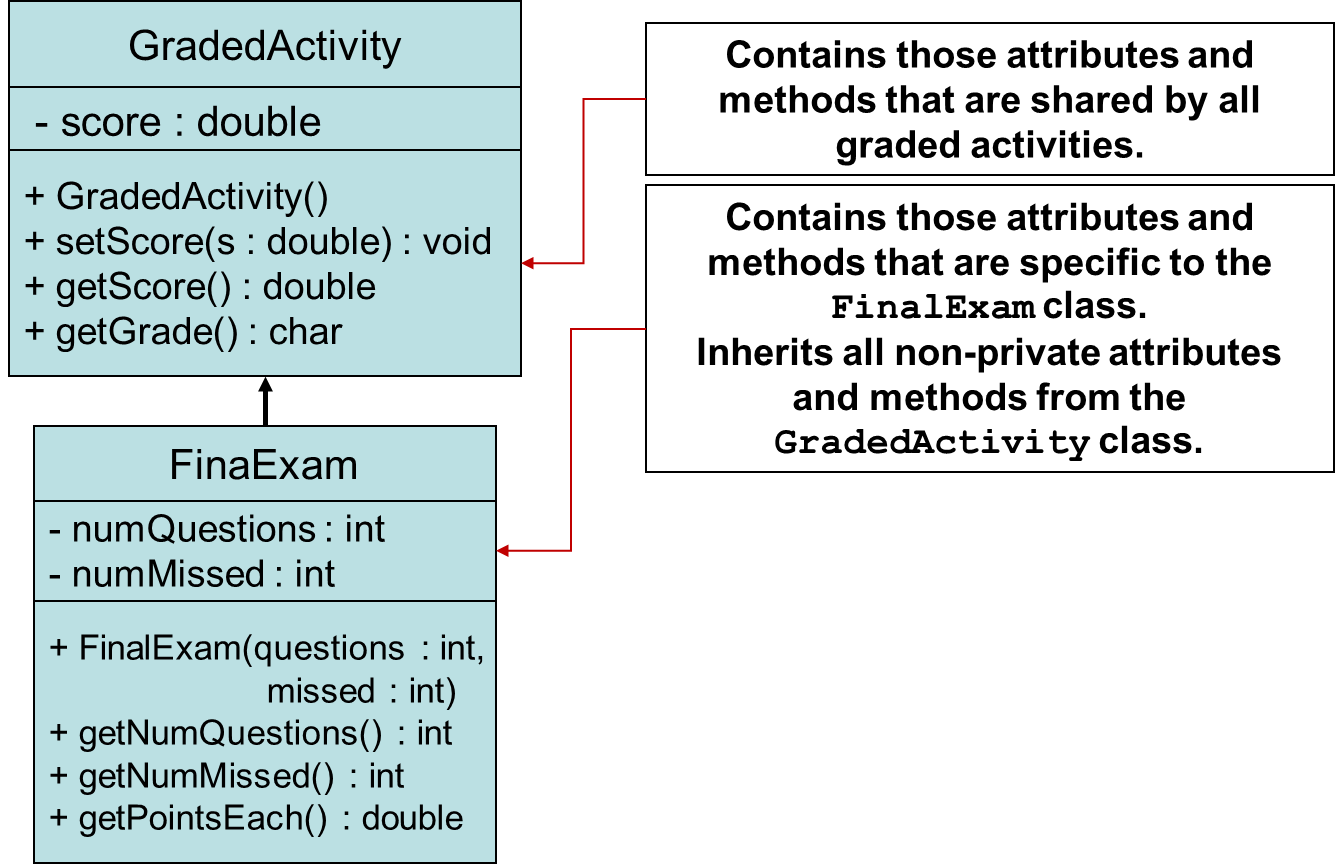 GradedActivity
- score : double
+ GradedActivity()
+ setScore(s : double) : void
+ getScore() : double
+ getGrade() : char
Contains those attributes and
methods that are shared by all
graded activities.
Contains those attributes and
methods that are specific to the
FinalExam class.
Inherits all non-private attributes
and methods from the
GradedActivity class.
FinaExam
- numQuestions : int
- numMissed : int
+ FinalExam(questions : int,
missed : int)
+ getNumQuestions() : int
+ getNumMissed() : int
+ getPointsEach() : double